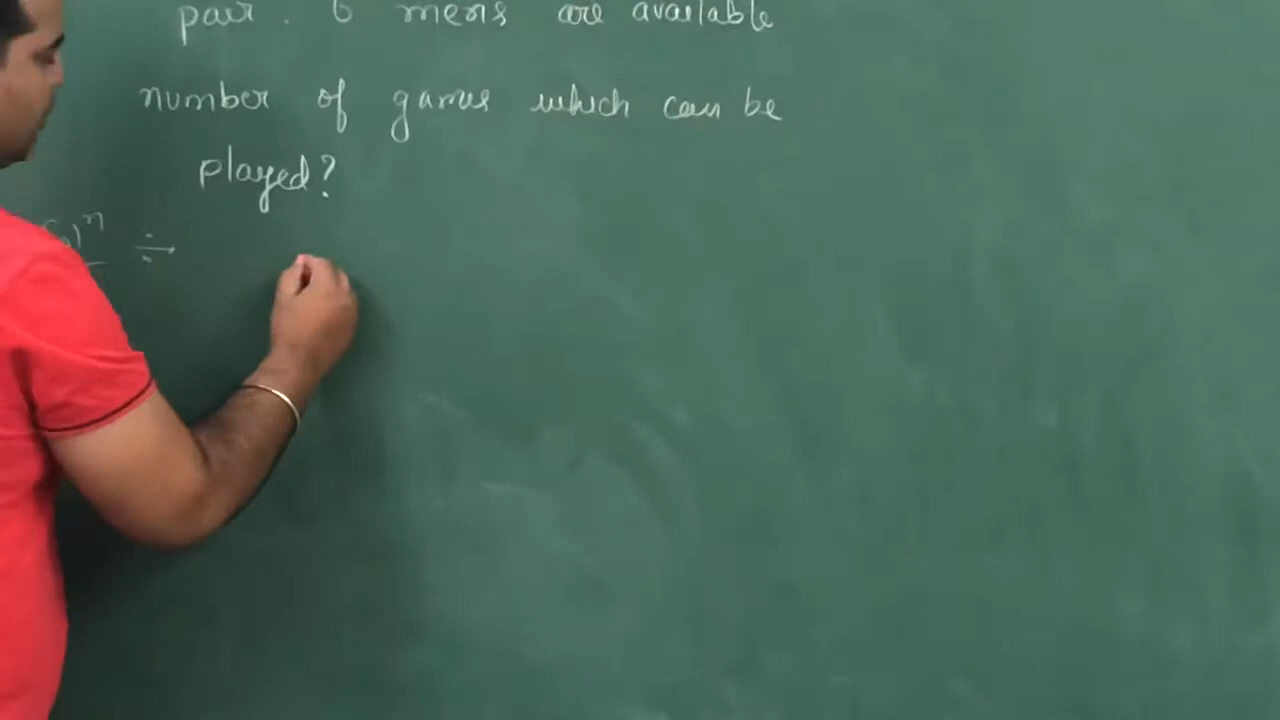 pair. 6 mens are available
number of games which can be
played?
)ⁿ ÷